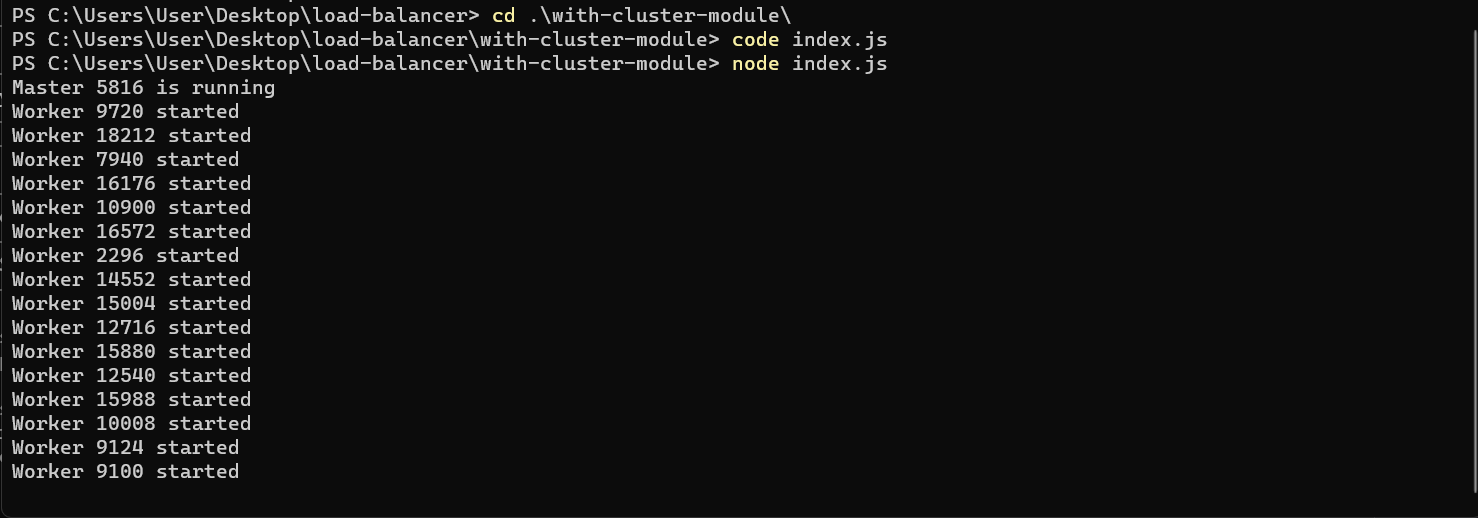 PS C:\Users\User\Desktop\load-balancer> cd .\with-cluster-module\
PS C:\Users\User\Desktop\load-balancer\with-cluster-module> code index.js
PS C:\Users\User\Desktop\load-balancer\with-cluster-module> node index.js
Master 5816 is running
Worker 9720 started
Worker 18212 started
Worker 7940 started
Worker 16176 started
Worker 10900 started
Worker 16572 started
Worker 2296 started
Worker 14552 started
Worker 15004 started
Worker 12716 started
Worker 15880 started
Worker 12540 started
Worker 15988 started
Worker 10008 started
Worker 9124 started
Worker 9100 started